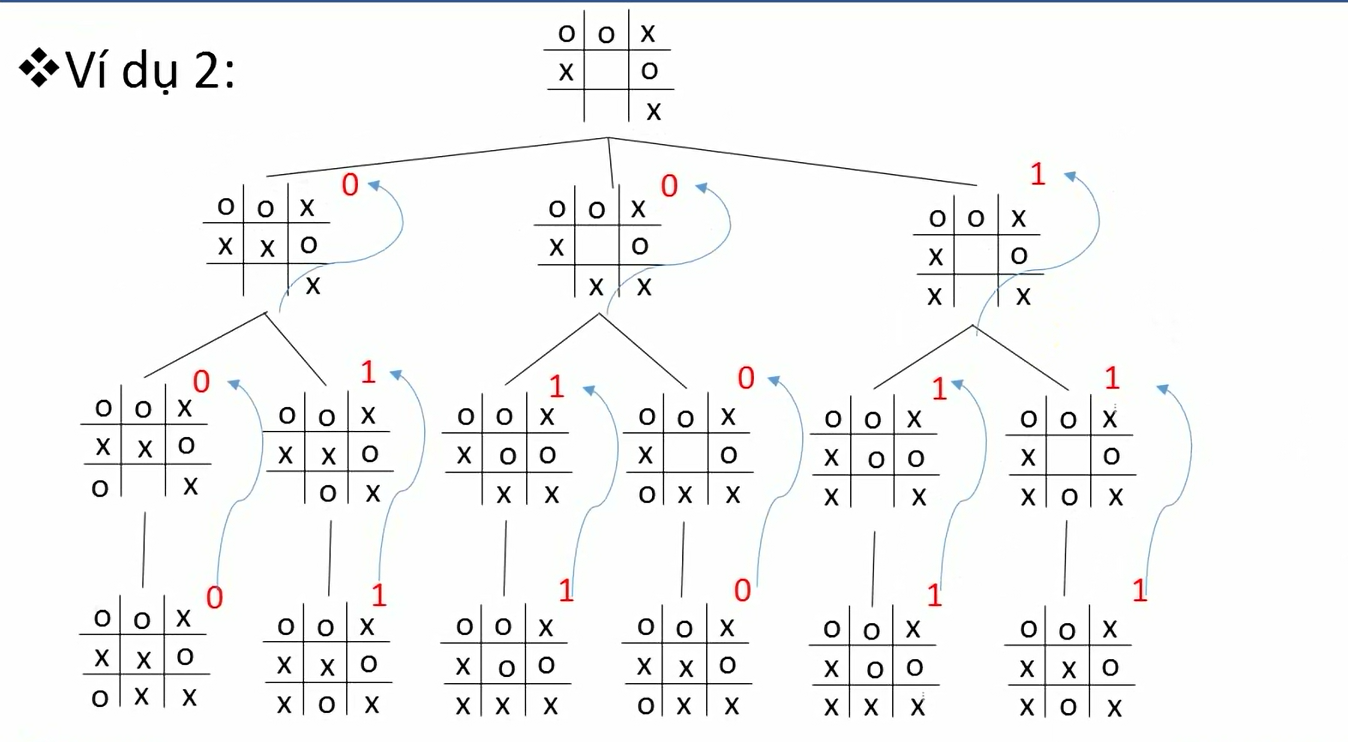 ❖Ví dụ 2:
O O X
X O
X
0 0 1
O O X O O X O O X
X X O X O X O
X X X X X
0 1 1 0 1 1
O O X O O X O O X O O X O O X O O X
X X O X X O X O O X O X O O X O
O X O X X X O X X X X X O X
0 1 1 0 1 1
O O X O O X O O X O O X O O X O O X
X X O X X O X O O X X O X O O X X O
O X X X O X X X X O X X X X X X O X